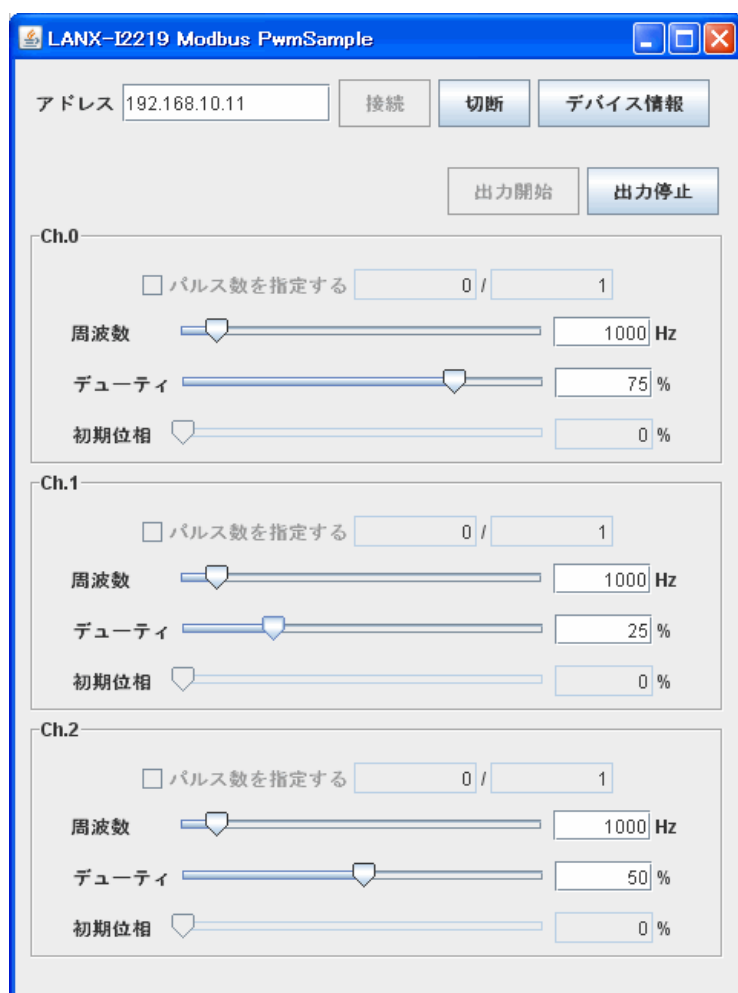 LANX-I2219 Modbus PwmSample
アドレス 192.168.10.11 接続 切断 デバイス情報
出力開始 出力停止
Ch.0
パルス数を指定する 0 / 1
周波数 1000 Hz
デューティ 75 %
初期位相 0 %
Ch.1
パルス数を指定する 0 / 1
周波数 1000 Hz
デューティ 25 %
初期位相 0 %
Ch.2
パルス数を指定する 0 / 1
周波数 1000 Hz
デューティ 50 %
初期位相 0 %